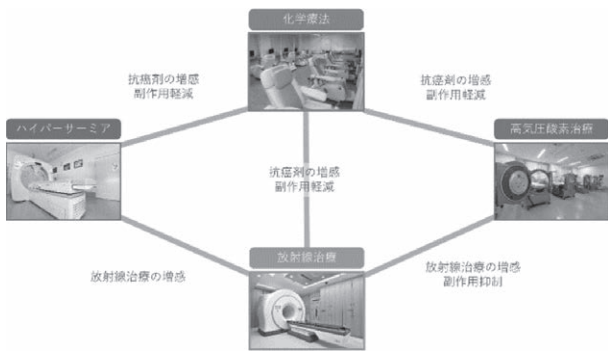 化学療法
抗癌剤の増感
副作用軽減
抗癌剤の増感
副作用軽減
ハイパーサーミア
高気圧酸素治療
抗癌剤の増感
副作用軽減
放射線治療
放射線治療の増感
放射線治療の増感
副作用抑制